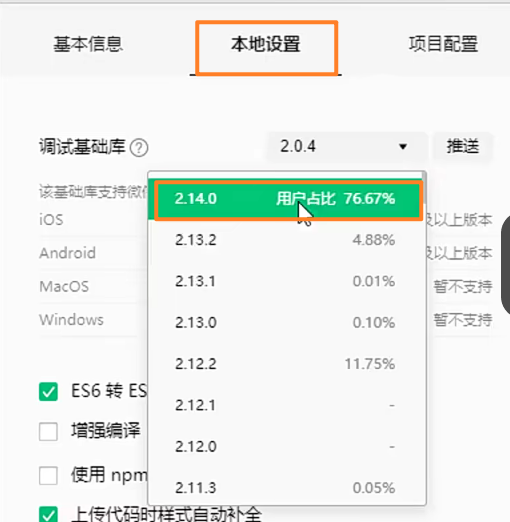 基本信息 本地设置 项目配置
调试基础库 ? 2.0.4 推送
该基础库支持微信
2.14.0 用户占比 76.67%
iOS 及以上版本
2.13.2 4.88%
Android 及以上版本
2.13.1 0.01%
MacOS 暂不支持
2.13.0 0.10%
Windows 暂不支持
2.12.2 11.75%
ES6 转 ES
2.12.1 -
增强编译
2.12.0 -
使用 npm
2.11.3 0.05%
上传代码时样式自动补全